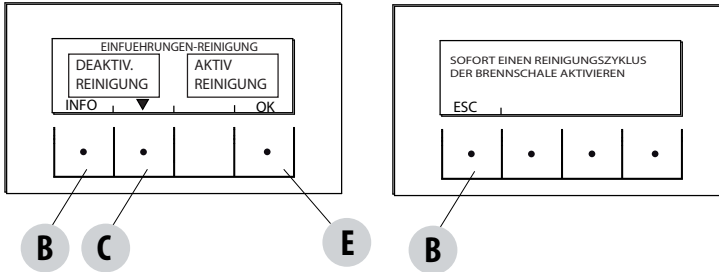 EINFUEHRUNGEN-REINIGUNG
DEAKTIV. AKTIV
REINIGUNG REINIGUNG
INFO OK
B C E
SOFORT EINEN REINIGUNGSZYKLUS
DER BRENNSCHALE AKTIVIEREN
ESC
B